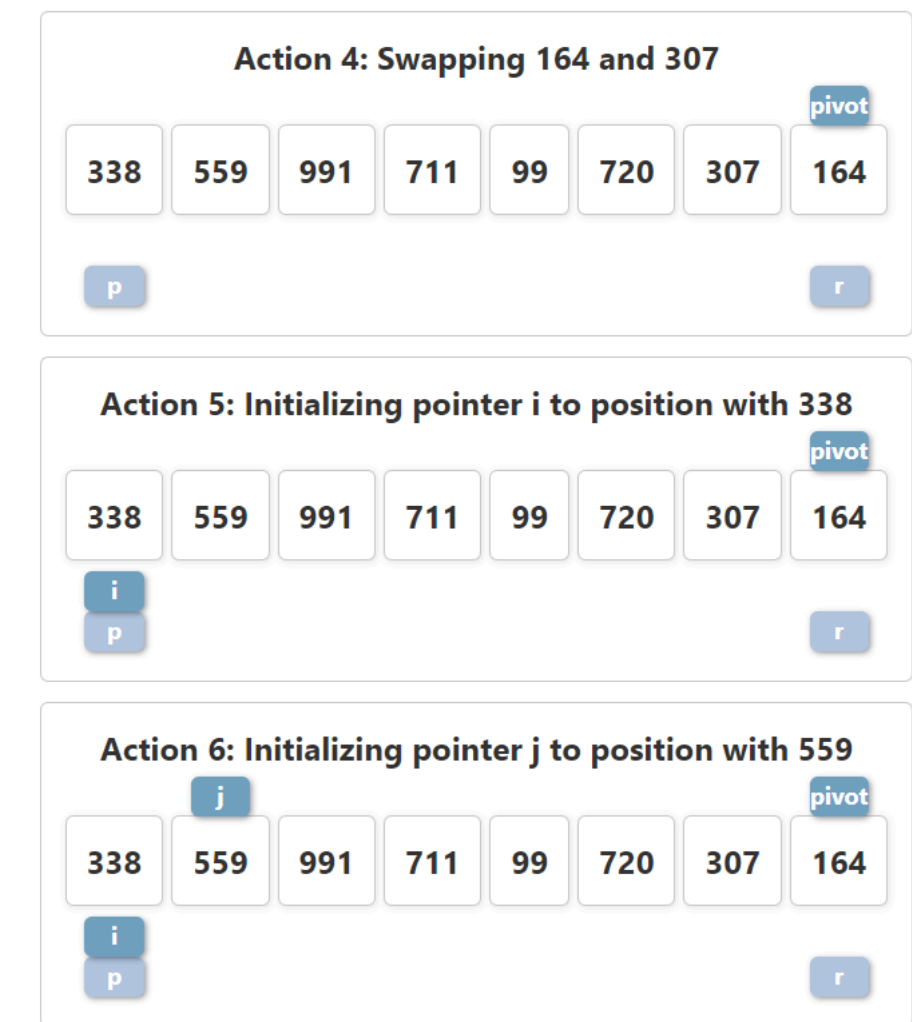 Action 4: Swapping 164 and 307
pivot
338 559 991 711 99 720 307 164
p r
Action 5: Initializing pointer i to position with 338
pivot
338 559 991 711 99 720 307 164
i
p r
Action 6: Initializing pointer j to position with 559
j pivot
338 559 991 711 99 720 307 164
i
p r